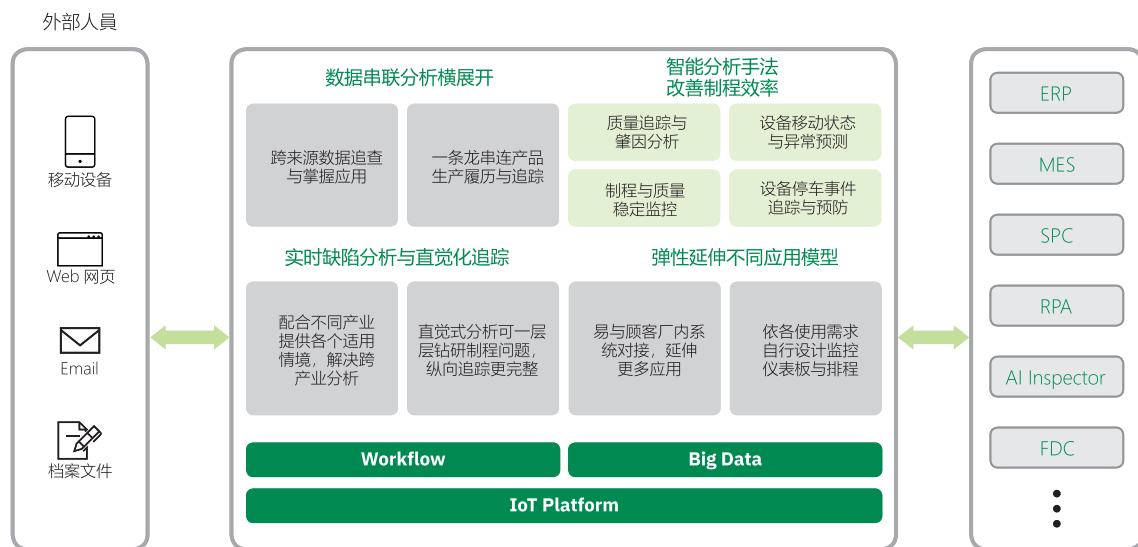 外部人員
移动设备
Web 网页
Email
档案文件
数据串联分析横展开
跨来源数据追查
与掌握应用
一条龙串连产品
生产履历与追踪
智能分析手法
改善制程效率
质量追踪与
肇因分析
设备移动状态
与异常预测
制程与质量
稳定监控
设备停车事件
追踪与预防
实时缺陷分析与直觉化追踪
配合不同产业
提供各个适用
情境，解决跨
产业分析
直觉式分析可一层
层钻研制程问题，
纵向追踪更完整
弹性延伸不同应用模型
易与顾客厂内系
统对接，延伸
更多应用
依各使用需求
自行设计监控
仪表板与排程
Workflow
Big Data
IoT Platform
ERP
MES
SPC
RPA
AI Inspector
FDC